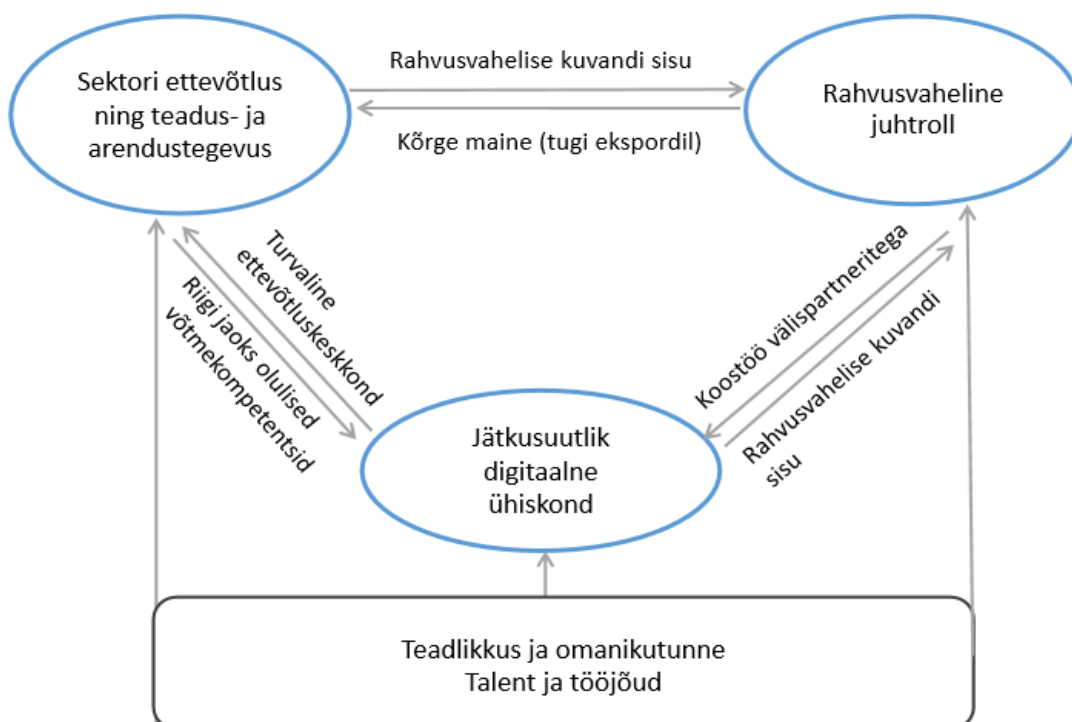 Sektori ettevõtlus
ning teadus- ja
arendustegevus
Rahvusvahelise kuvandi sisu
Kõrge maine (tugi ekspordil)
Rahvusvaheline
juhtroll
Turvaline
ettevõtluskeskkond
Riigi jaoks olulised
võtmekompetentsid
Koostöö välispartneritega
Rahvusvahelise kuvandi
sisu
Jätkusuutlik
digitaalne
ühiskond
Teadlikkus ja omanikutunne
Talent ja tööjõud